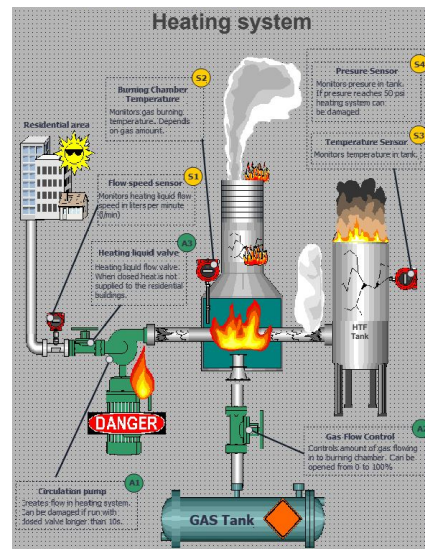 Heating system
S4
Presure Sensor
Monitors presure in tank.
If presure reaches 50 psi
heating system can
be damaged
S2
Burning Chamber
Temperature
Monitors gas burning
temperature. Depends
on gas amount.
S3
Temperature Sensor
Monitors temperature in tank.
Residential area
S1
Flow speed sensor
Monitors heating liquid flow
speed in liters per minute
(l/min)
A3
Heating liquid valve
Heating liquid flow valve.
When closed heat is not
supplied to the residential
buildings.
HTF
Tank
DANGER
A2
Gas Flow Control
Controls amount of gas flowing
in to burning chamber. Can be
opened from 0 to 100%.
A1
Circulation pump
Creates flow in heating system.
Can be damaged if run with
closed valve longer than 10s.
GAS Tank